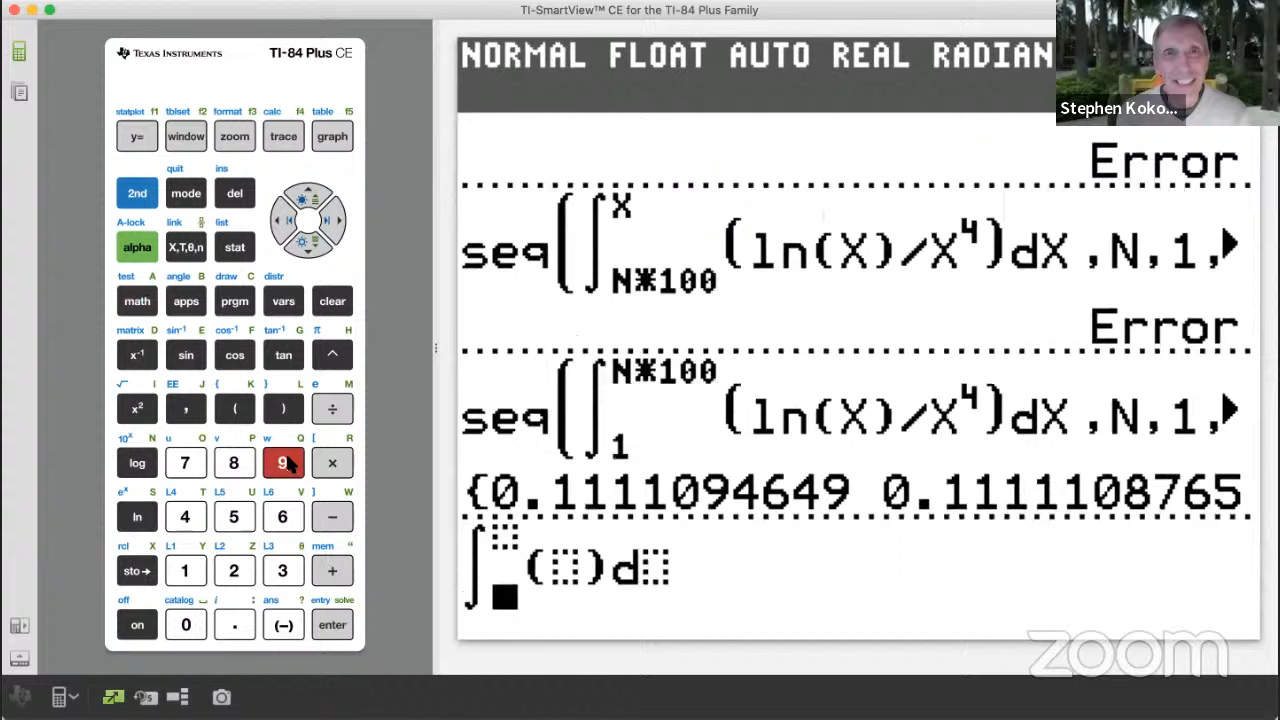 TI-SmartView™ CE for the TI-84 Plus Family
TEXAS INSTRUMENTS TI-84 Plus CE
statplot f1 tblset f2 format f3 calc f4 table f5
y= window zoom trace graph
quit ins
2nd mode del
A-lock link list
alpha X,T,θ,n stat
test A angle B draw C distr
math apps prgm vars clear
matrix D sin⁻¹ E cos⁻¹ F tan⁻¹ G π H
x⁻¹ sin cos tan ^
√ I EE J { K } L e M
x² , ( ) ÷
10ˣ N u O v P w Q [ R
log 7 8 9 ×
eˣ S L4 T L5 U L6 V ] W
ln 4 5 6 −
rcl X L1 Y L2 Z L3 θ mem "
sto→ 1 2 3 +
off catalog ⎵ i : ans ? entry solve
on 0 . (−) enter
NORMAL FLOAT AUTO REAL RADIAN
Stephen Koko...
Error
seq(∫ X N*100 (ln(X)/X⁴)dX,N,1,
Error
seq(∫ N*100 1 (ln(X)/X⁴)dX,N,1,
{0.1111094649 0.1111108765
∫ ( )d
zoom